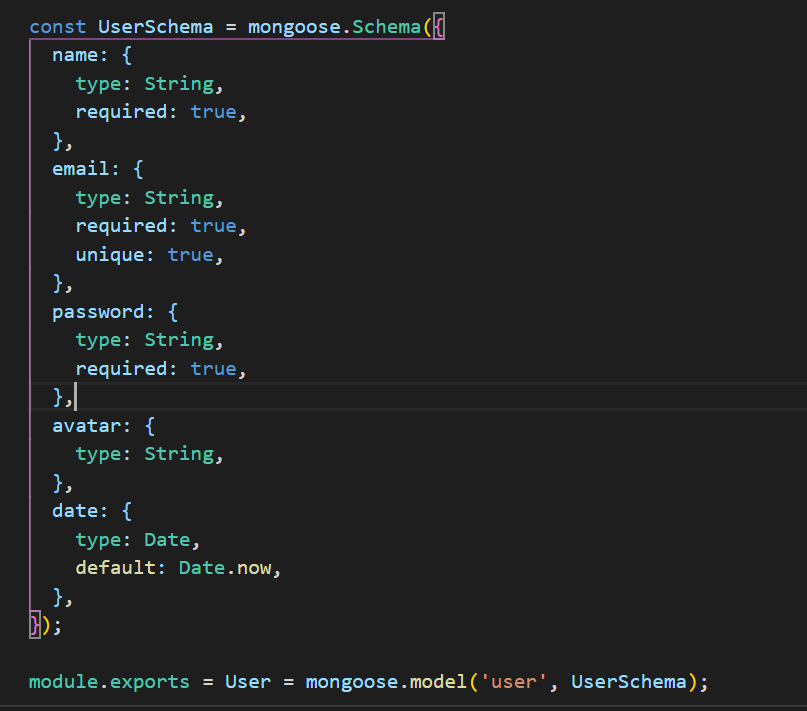 const UserSchema = mongoose.Schema({
  name: {
    type: String,
    required: true,
  },
  email: {
    type: String,
    required: true,
    unique: true,
  },
  password: {
    type: String,
    required: true,
  },
  avatar: {
    type: String,
  },
  date: {
    type: Date,
    default: Date.now,
  },
});

module.exports = User = mongoose.model('user', UserSchema);